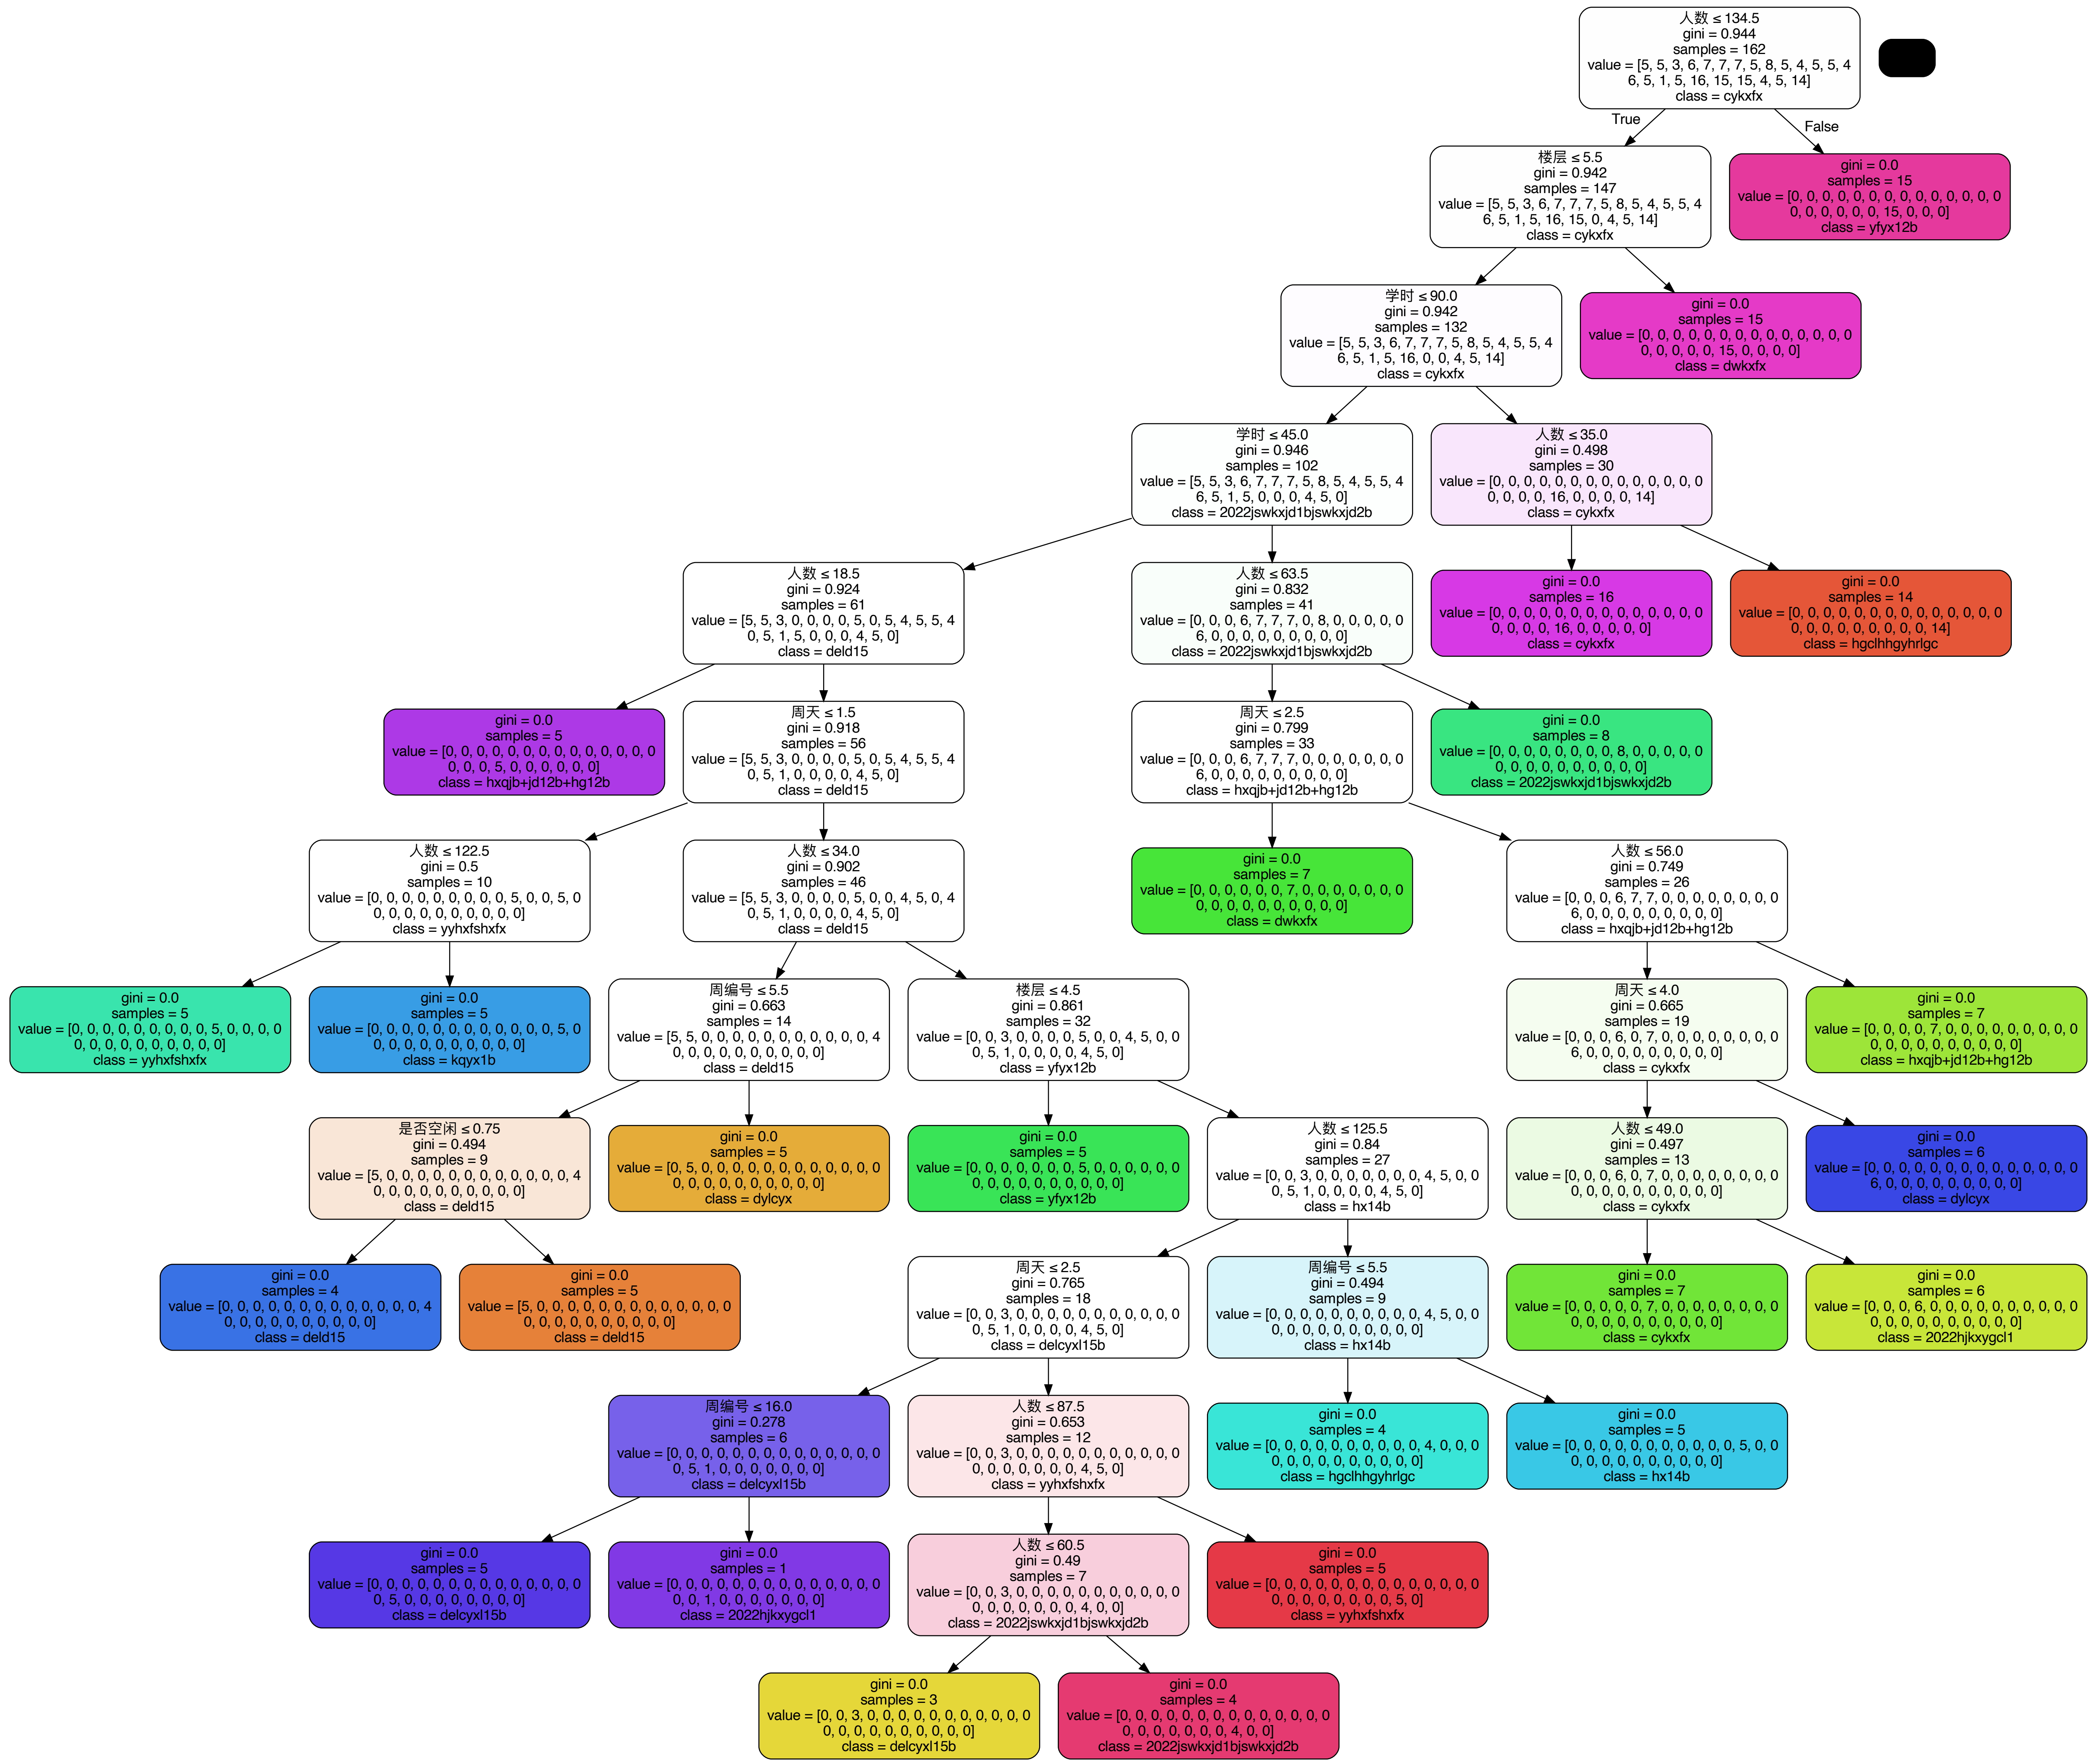 人数 ≤ 134.5
gini = 0.944
samples = 162
value = [5, 5, 3, 6, 7, 7, 7, 5, 8, 5, 4, 5, 5, 4
6, 5, 1, 5, 16, 15, 15, 4, 5, 14]
class = cykxfx
True
False
楼层 ≤ 5.5
gini = 0.942
samples = 147
value = [5, 5, 3, 6, 7, 7, 7, 5, 8, 5, 4, 5, 5, 4
6, 5, 1, 5, 16, 15, 0, 4, 5, 14]
class = cykxfx
gini = 0.0
samples = 15
value = [0, 0, 0, 0, 0, 0, 0, 0, 0, 0, 0, 0, 0, 0
0, 0, 0, 0, 0, 0, 15, 0, 0, 0]
class = yfyx12b
学时 ≤ 90.0
gini = 0.942
samples = 132
value = [5, 5, 3, 6, 7, 7, 7, 5, 8, 5, 4, 5, 5, 4
6, 5, 1, 5, 16, 0, 0, 4, 5, 14]
class = cykxfx
gini = 0.0
samples = 15
value = [0, 0, 0, 0, 0, 0, 0, 0, 0, 0, 0, 0, 0, 0
0, 0, 0, 0, 0, 15, 0, 0, 0, 0]
class = dwkxfx
学时 ≤ 45.0
gini = 0.946
samples = 102
value = [5, 5, 3, 6, 7, 7, 7, 5, 8, 5, 4, 5, 5, 4
6, 5, 1, 5, 0, 0, 0, 4, 5, 0]
class = 2022jswkxjd1bjswkxjd2b
人数 ≤ 35.0
gini = 0.498
samples = 30
value = [0, 0, 0, 0, 0, 0, 0, 0, 0, 0, 0, 0, 0, 0
0, 0, 0, 0, 16, 0, 0, 0, 0, 14]
class = cykxfx
人数 ≤ 18.5
gini = 0.924
samples = 61
value = [5, 5, 3, 0, 0, 0, 0, 5, 0, 5, 4, 5, 5, 4
0, 5, 1, 5, 0, 0, 0, 4, 5, 0]
class = deld15
人数 ≤ 63.5
gini = 0.832
samples = 41
value = [0, 0, 0, 6, 7, 7, 7, 0, 8, 0, 0, 0, 0, 0
6, 0, 0, 0, 0, 0, 0, 0, 0, 0]
class = 2022jswkxjd1bjswkxjd2b
gini = 0.0
samples = 16
value = [0, 0, 0, 0, 0, 0, 0, 0, 0, 0, 0, 0, 0, 0
0, 0, 0, 0, 16, 0, 0, 0, 0, 0]
class = cykxfx
gini = 0.0
samples = 14
value = [0, 0, 0, 0, 0, 0, 0, 0, 0, 0, 0, 0, 0, 0
0, 0, 0, 0, 0, 0, 0, 0, 0, 14]
class = hgclhhgyhrlgc
gini = 0.0
samples = 5
value = [0, 0, 0, 0, 0, 0, 0, 0, 0, 0, 0, 0, 0, 0
0, 0, 0, 5, 0, 0, 0, 0, 0, 0]
class = hxqjb+jd12b+hg12b
周天 ≤ 1.5
gini = 0.918
samples = 56
value = [5, 5, 3, 0, 0, 0, 0, 5, 0, 5, 4, 5, 5, 4
0, 5, 1, 0, 0, 0, 0, 4, 5, 0]
class = deld15
周天 ≤ 2.5
gini = 0.799
samples = 33
value = [0, 0, 0, 6, 7, 7, 7, 0, 0, 0, 0, 0, 0, 0
6, 0, 0, 0, 0, 0, 0, 0, 0, 0]
class = hxqjb+jd12b+hg12b
gini = 0.0
samples = 8
value = [0, 0, 0, 0, 0, 0, 0, 0, 8, 0, 0, 0, 0, 0
0, 0, 0, 0, 0, 0, 0, 0, 0, 0]
class = 2022jswkxjd1bjswkxjd2b
人数 ≤ 122.5
gini = 0.5
samples = 10
value = [0, 0, 0, 0, 0, 0, 0, 0, 0, 5, 0, 0, 5, 0
0, 0, 0, 0, 0, 0, 0, 0, 0, 0]
class = yyhxfshxfx
人数 ≤ 34.0
gini = 0.902
samples = 46
value = [5, 5, 3, 0, 0, 0, 0, 5, 0, 0, 4, 5, 0, 4
0, 5, 1, 0, 0, 0, 0, 4, 5, 0]
class = deld15
gini = 0.0
samples = 7
value = [0, 0, 0, 0, 0, 0, 7, 0, 0, 0, 0, 0, 0, 0
0, 0, 0, 0, 0, 0, 0, 0, 0, 0]
class = dwkxfx
人数 ≤ 56.0
gini = 0.749
samples = 26
value = [0, 0, 0, 6, 7, 7, 0, 0, 0, 0, 0, 0, 0, 0
6, 0, 0, 0, 0, 0, 0, 0, 0, 0]
class = hxqjb+jd12b+hg12b
gini = 0.0
samples = 5
value = [0, 0, 0, 0, 0, 0, 0, 0, 0, 5, 0, 0, 0, 0
0, 0, 0, 0, 0, 0, 0, 0, 0, 0]
class = yyhxfshxfx
gini = 0.0
samples = 5
value = [0, 0, 0, 0, 0, 0, 0, 0, 0, 0, 0, 0, 5, 0
0, 0, 0, 0, 0, 0, 0, 0, 0, 0]
class = kqyx1b
周编号 ≤ 5.5
gini = 0.663
samples = 14
value = [5, 5, 0, 0, 0, 0, 0, 0, 0, 0, 0, 0, 0, 4
0, 0, 0, 0, 0, 0, 0, 0, 0, 0]
class = deld15
楼层 ≤ 4.5
gini = 0.861
samples = 32
value = [0, 0, 3, 0, 0, 0, 0, 5, 0, 0, 4, 5, 0, 0
0, 5, 1, 0, 0, 0, 0, 4, 5, 0]
class = yfyx12b
周天 ≤ 4.0
gini = 0.665
samples = 19
value = [0, 0, 0, 6, 0, 7, 0, 0, 0, 0, 0, 0, 0, 0
6, 0, 0, 0, 0, 0, 0, 0, 0, 0]
class = cykxfx
gini = 0.0
samples = 7
value = [0, 0, 0, 0, 7, 0, 0, 0, 0, 0, 0, 0, 0, 0
0, 0, 0, 0, 0, 0, 0, 0, 0, 0]
class = hxqjb+jd12b+hg12b
是否空闲 ≤ 0.75
gini = 0.494
samples = 9
value = [5, 0, 0, 0, 0, 0, 0, 0, 0, 0, 0, 0, 0, 4
0, 0, 0, 0, 0, 0, 0, 0, 0, 0]
class = deld15
gini = 0.0
samples = 5
value = [0, 5, 0, 0, 0, 0, 0, 0, 0, 0, 0, 0, 0, 0
0, 0, 0, 0, 0, 0, 0, 0, 0, 0]
class = dylcyx
gini = 0.0
samples = 5
value = [0, 0, 0, 0, 0, 0, 0, 5, 0, 0, 0, 0, 0, 0
0, 0, 0, 0, 0, 0, 0, 0, 0, 0]
class = yfyx12b
人数 ≤ 125.5
gini = 0.84
samples = 27
value = [0, 0, 3, 0, 0, 0, 0, 0, 0, 0, 4, 5, 0, 0
0, 5, 1, 0, 0, 0, 0, 4, 5, 0]
class = hx14b
人数 ≤ 49.0
gini = 0.497
samples = 13
value = [0, 0, 0, 6, 0, 7, 0, 0, 0, 0, 0, 0, 0, 0
0, 0, 0, 0, 0, 0, 0, 0, 0, 0]
class = cykxfx
gini = 0.0
samples = 6
value = [0, 0, 0, 0, 0, 0, 0, 0, 0, 0, 0, 0, 0, 0
6, 0, 0, 0, 0, 0, 0, 0, 0, 0]
class = dylcyx
gini = 0.0
samples = 4
value = [0, 0, 0, 0, 0, 0, 0, 0, 0, 0, 0, 0, 0, 4
0, 0, 0, 0, 0, 0, 0, 0, 0, 0]
class = deld15
gini = 0.0
samples = 5
value = [5, 0, 0, 0, 0, 0, 0, 0, 0, 0, 0, 0, 0, 0
0, 0, 0, 0, 0, 0, 0, 0, 0, 0]
class = deld15
周天 ≤ 2.5
gini = 0.765
samples = 18
value = [0, 0, 3, 0, 0, 0, 0, 0, 0, 0, 0, 0, 0, 0
0, 5, 1, 0, 0, 0, 0, 4, 5, 0]
class = delcyxl15b
周编号 ≤ 5.5
gini = 0.494
samples = 9
value = [0, 0, 0, 0, 0, 0, 0, 0, 0, 0, 4, 5, 0, 0
0, 0, 0, 0, 0, 0, 0, 0, 0, 0]
class = hx14b
gini = 0.0
samples = 7
value = [0, 0, 0, 0, 0, 7, 0, 0, 0, 0, 0, 0, 0, 0
0, 0, 0, 0, 0, 0, 0, 0, 0, 0]
class = cykxfx
gini = 0.0
samples = 6
value = [0, 0, 0, 6, 0, 0, 0, 0, 0, 0, 0, 0, 0, 0
0, 0, 0, 0, 0, 0, 0, 0, 0, 0]
class = 2022hjkxygcl1
周编号 ≤ 16.0
gini = 0.278
samples = 6
value = [0, 0, 0, 0, 0, 0, 0, 0, 0, 0, 0, 0, 0, 0
0, 5, 1, 0, 0, 0, 0, 0, 0, 0]
class = delcyxl15b
人数 ≤ 87.5
gini = 0.653
samples = 12
value = [0, 0, 3, 0, 0, 0, 0, 0, 0, 0, 0, 0, 0, 0
0, 0, 0, 0, 0, 0, 0, 4, 5, 0]
class = yyhxfshxfx
gini = 0.0
samples = 4
value = [0, 0, 0, 0, 0, 0, 0, 0, 0, 0, 4, 0, 0, 0
0, 0, 0, 0, 0, 0, 0, 0, 0, 0]
class = hgclhhgyhrlgc
gini = 0.0
samples = 5
value = [0, 0, 0, 0, 0, 0, 0, 0, 0, 0, 0, 5, 0, 0
0, 0, 0, 0, 0, 0, 0, 0, 0, 0]
class = hx14b
gini = 0.0
samples = 5
value = [0, 0, 0, 0, 0, 0, 0, 0, 0, 0, 0, 0, 0, 0
0, 5, 0, 0, 0, 0, 0, 0, 0, 0]
class = delcyxl15b
gini = 0.0
samples = 1
value = [0, 0, 0, 0, 0, 0, 0, 0, 0, 0, 0, 0, 0, 0
0, 0, 1, 0, 0, 0, 0, 0, 0, 0]
class = 2022hjkxygcl1
人数 ≤ 60.5
gini = 0.49
samples = 7
value = [0, 0, 3, 0, 0, 0, 0, 0, 0, 0, 0, 0, 0, 0
0, 0, 0, 0, 0, 0, 0, 4, 0, 0]
class = 2022jswkxjd1bjswkxjd2b
gini = 0.0
samples = 5
value = [0, 0, 0, 0, 0, 0, 0, 0, 0, 0, 0, 0, 0, 0
0, 0, 0, 0, 0, 0, 0, 0, 5, 0]
class = yyhxfshxfx
gini = 0.0
samples = 3
value = [0, 0, 3, 0, 0, 0, 0, 0, 0, 0, 0, 0, 0, 0
0, 0, 0, 0, 0, 0, 0, 0, 0, 0]
class = delcyxl15b
gini = 0.0
samples = 4
value = [0, 0, 0, 0, 0, 0, 0, 0, 0, 0, 0, 0, 0, 0
0, 0, 0, 0, 0, 0, 0, 4, 0, 0]
class = 2022jswkxjd1bjswkxjd2b